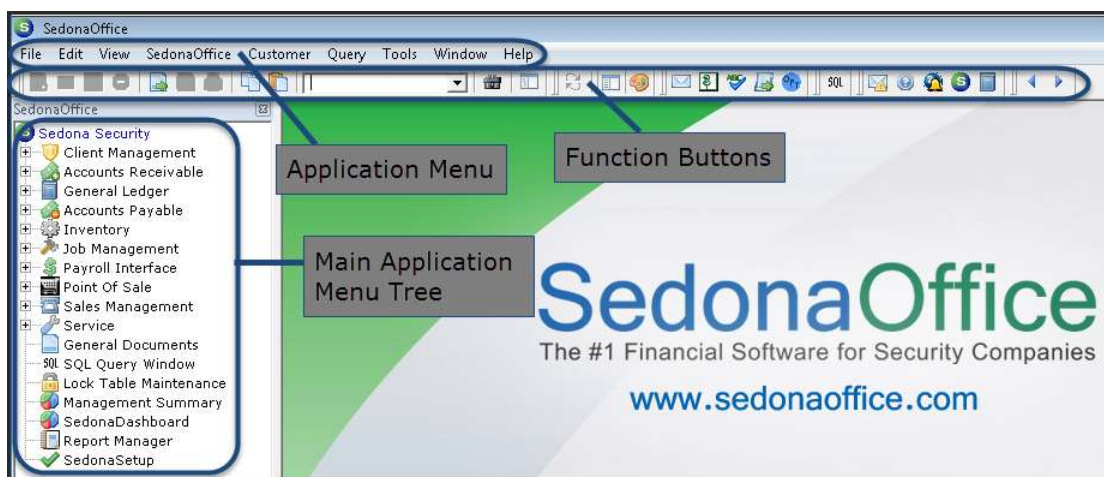 SedonaOffice
File Edit View SedonaOffice Customer Query Tools Window Help
ABC SQL
SedonaOffice
Sedona Security
Client Management
Accounts Receivable
General Ledger
Accounts Payable
Inventory
Job Management
Payroll Interface
Point Of Sale
Sales Management
Service
General Documents
SQL SQL Query Window
Lock Table Maintenance
Management Summary
SedonaDashboard
Report Manager
SedonaSetup
Application Menu
Function Buttons
Main Application
Menu Tree
SedonaOffice
The #1 Financial Software for Security Companies
www.sedonaoffice.com